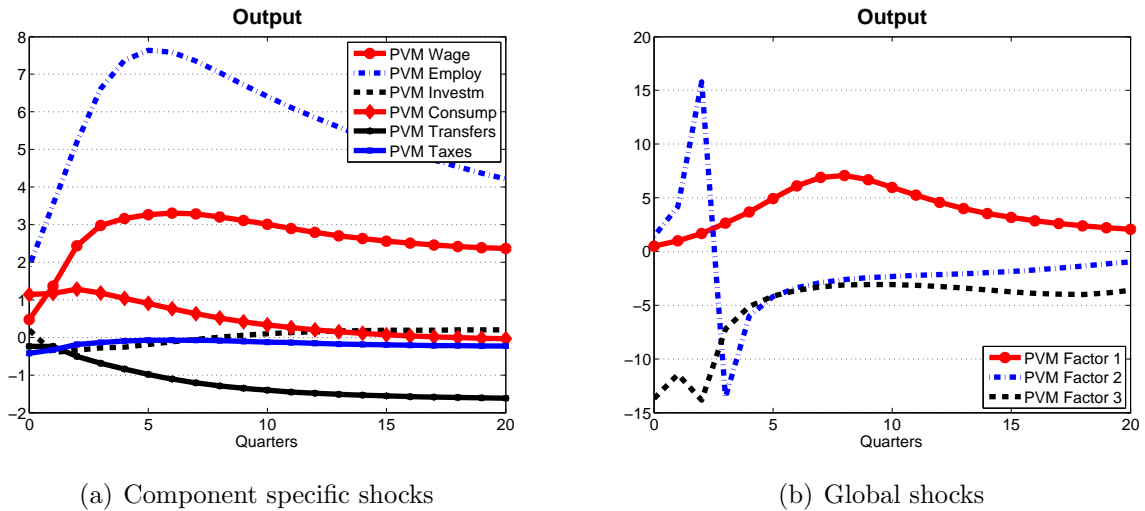 Output
8
7
6
5
4
3
2
1
0
−1
−2
0
5
10
15
20
Quarters
PVM Wage
PVM Employ
PVM Investm
PVM Consump
PVM Transfers
PVM Taxes
(a) Component specific shocks
Output
20
15
10
5
0
−5
−10
−15
0
5
10
15
20
Quarters
PVM Factor 1
PVM Factor 2
PVM Factor 3
(b) Global shocks